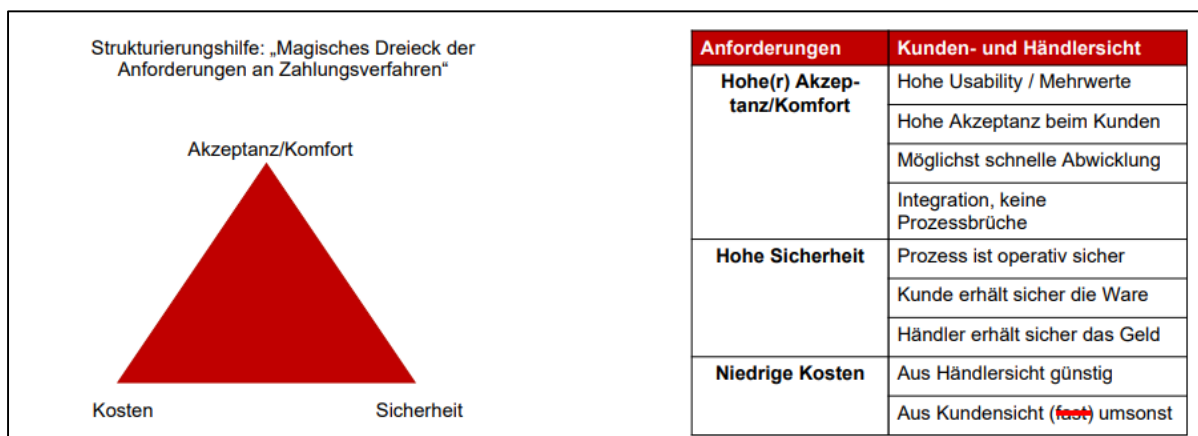 Strukturierungshilfe: „Magisches Dreieck der
Anforderungen an Zahlungsverfahren“
Akzeptanz/Komfort
Kosten
Sicherheit
Anforderungen
Kunden- und Händlersicht
Hohe(r) Akzep-
tanz/Komfort
Hohe Usability / Mehrwerte
Hohe Akzeptanz beim Kunden
Möglichst schnelle Abwicklung
Integration, keine
Prozessbrüche
Hohe Sicherheit
Prozess ist operativ sicher
Kunde erhält sicher die Ware
Händler erhält sicher das Geld
Niedrige Kosten
Aus Händlersicht günstig
Aus Kundensicht (fast) umsonst